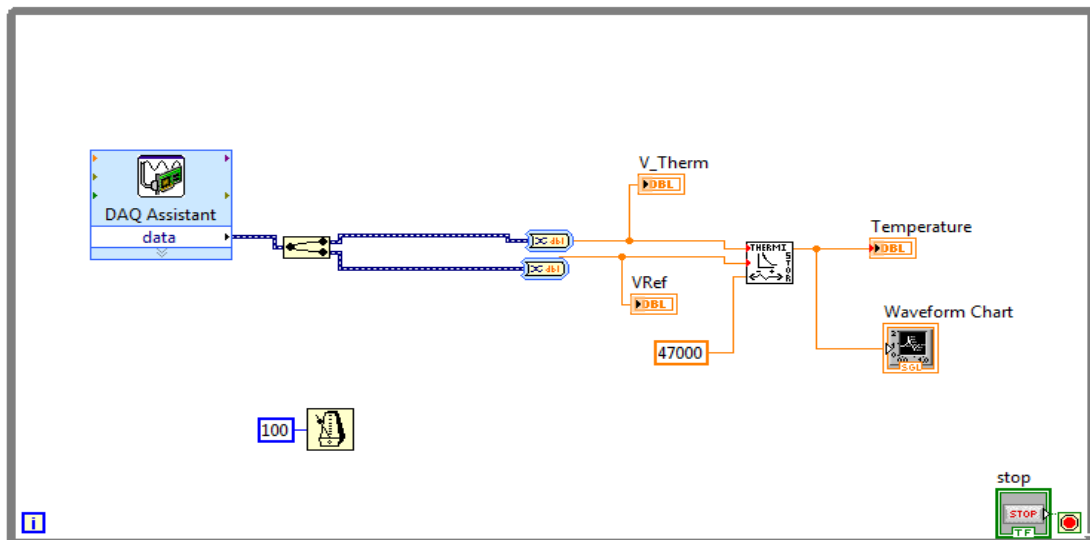 V_Therm
DBL
DAQ Assistant
data
dbl
dbl
THERMI
STOR
Temperature
DBL
VRef
DBL
47000
Waveform Chart
SGL
100
stop
STOP
TF
i